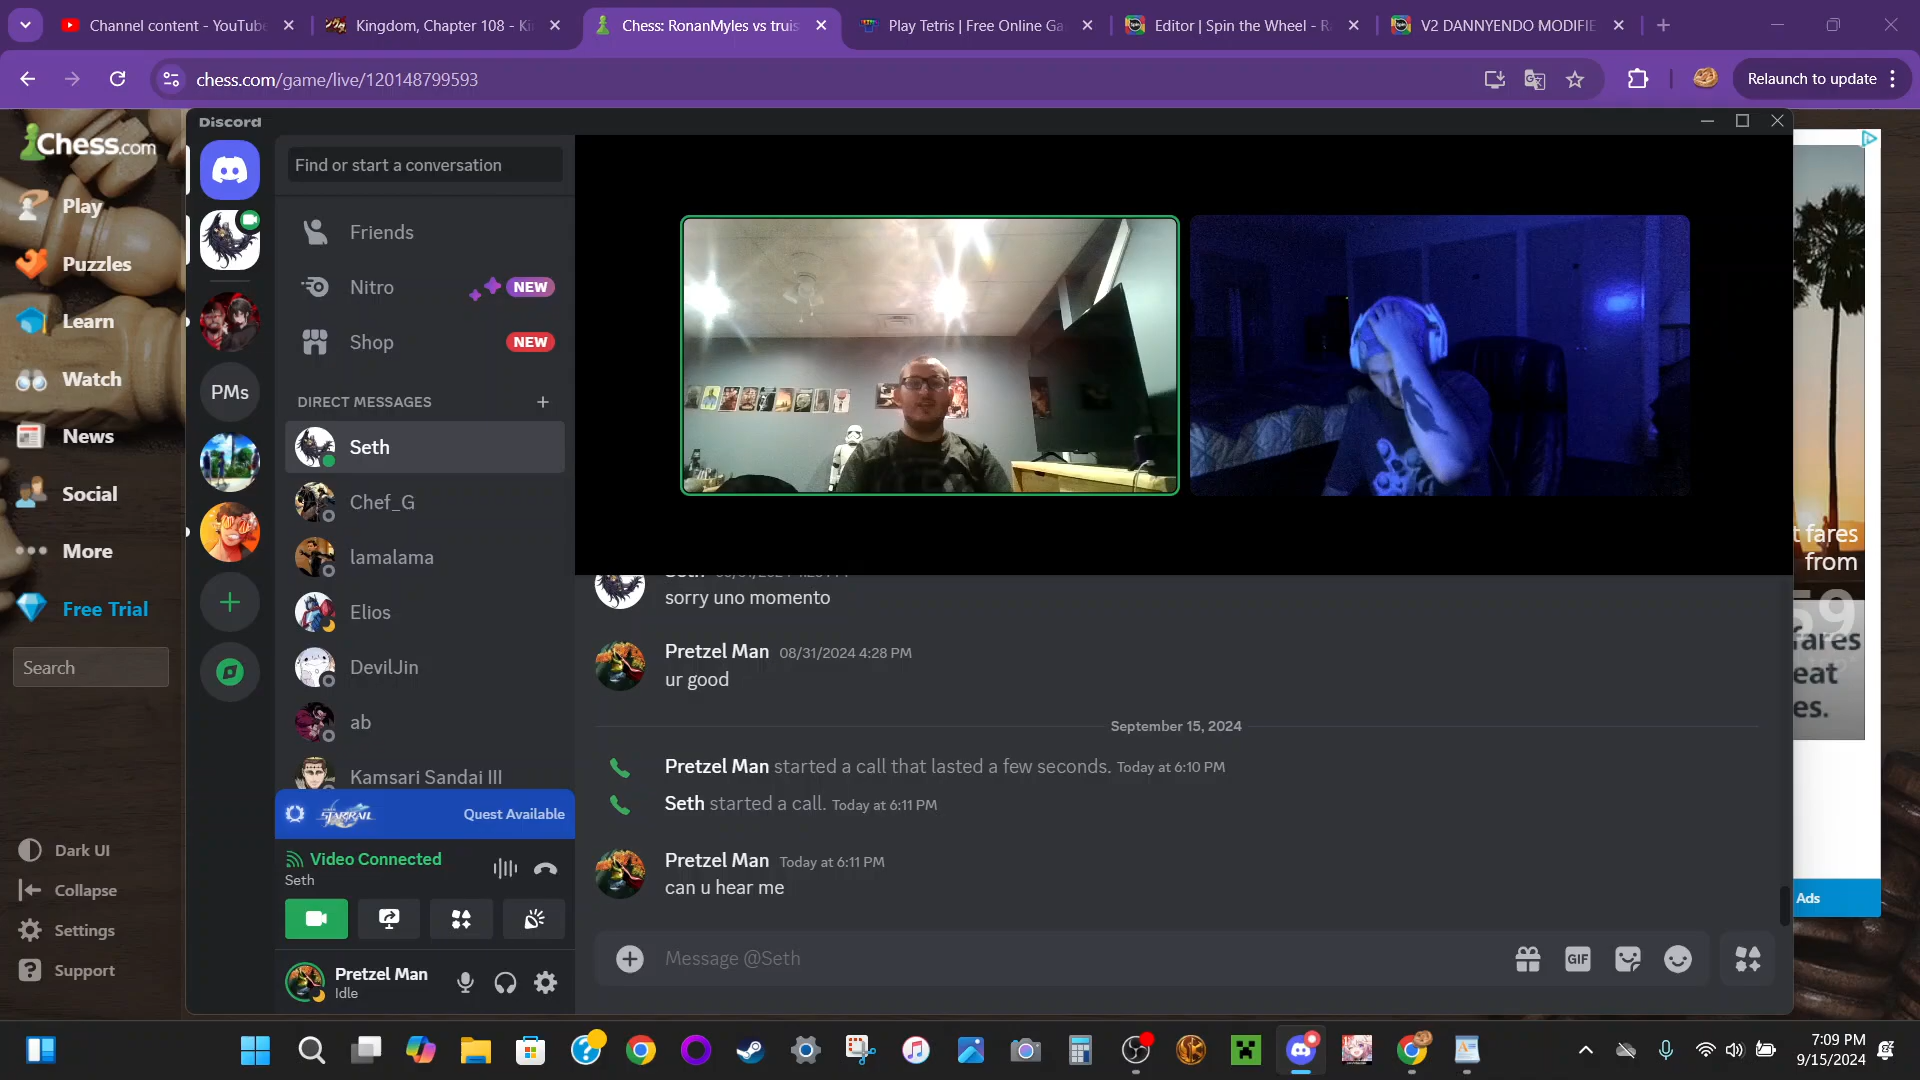 Channel content - YouTube
Kingdom, Chapter 108 - Ki
Chess: RonanMyles vs truis
Play Tetris | Free Online Ga
Editor | Spin the Wheel - R
V2 DANNYENDO MODIFIE
chess.com/game/live/120148799593
Relaunch to update
Chess.com
Play
Puzzles
Learn
Watch
News
Social
More
Free Trial
Search
Dark UI
Collapse
Settings
Support
Discord
PMs
Find or start a conversation
Friends
Nitro
NEW
Shop
NEW
DIRECT MESSAGES
Seth
Chef_G
lamalama
Elios
DevilJin
ab
Kamsari Sandai III
STARRAIL
Quest Available
Video Connected
Seth
Pretzel Man
Idle
sorry uno momento
Pretzel Man 08/31/2024 4:28 PM
ur good
September 15, 2024
Pretzel Man started a call that lasted a few seconds. Today at 6:10 PM
Seth started a call. Today at 6:11 PM
Pretzel Man Today at 6:11 PM
can u hear me
Message @Seth
GIF
t fares
from
59
fares
eat
es.
Ads
7:09 PM
9/15/2024